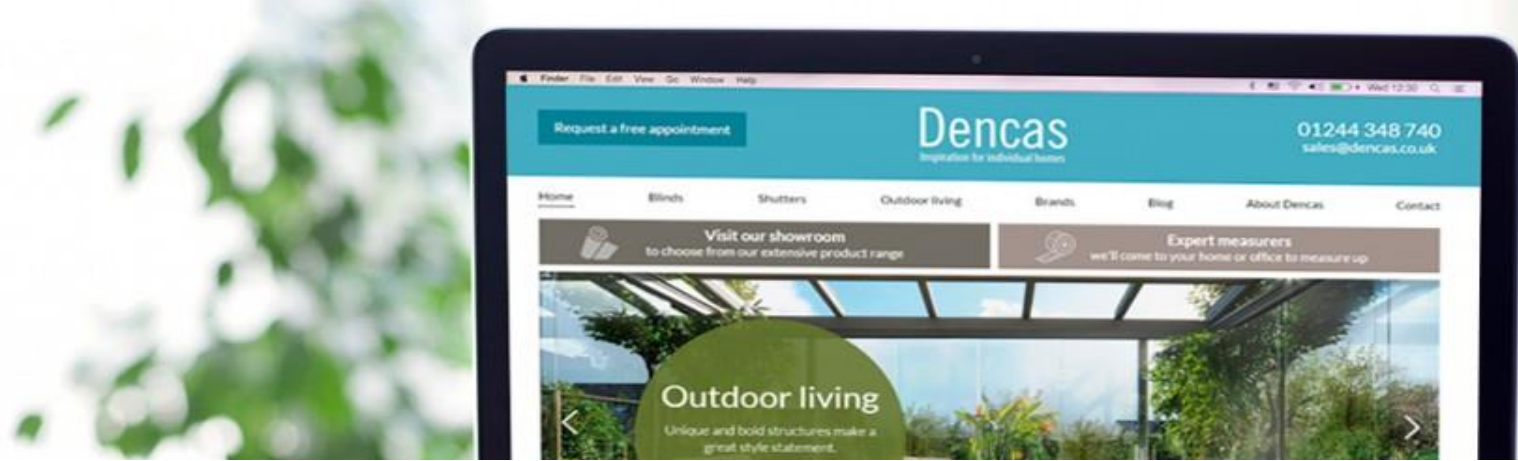 Finder File Edit View Go Window Help
Wed 12:30
Request a free appointment
Dencas
Inspiration for individual homes
01244 348 740
sales@dencas.co.uk
Home Blinds Shutters Outdoor living Brands Blog About Dencas Contact
Visit our showroom
to choose from our extensive product range
Expert measurers
we'll come to your home or office to measure up
Outdoor living
Unique and bold structures make a
great style statement.